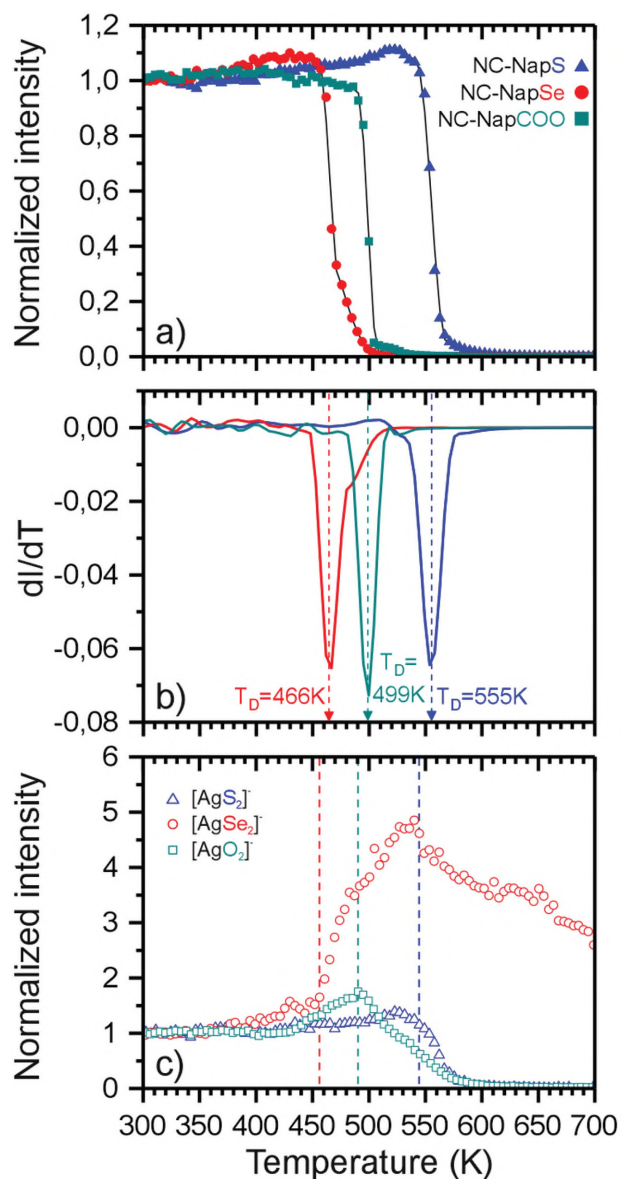 1,2
1,0
0,8
0,6
0,4
0,2
0,0
Normalized intensity
NC-NapS
NC-NapSe
NC-NapCOO
a)
0,00
-0,02
-0,04
-0,06
-0,08
dI/dT
b)
T_D=466K
T_D=
499K
T_D=555K
6
5
4
3
2
1
0
Normalized intensity
[AgS₂]⁻
[AgSe₂]⁻
[AgO₂]⁻
c)
300 350 400 450 500 550 600 650 700
Temperature (K)